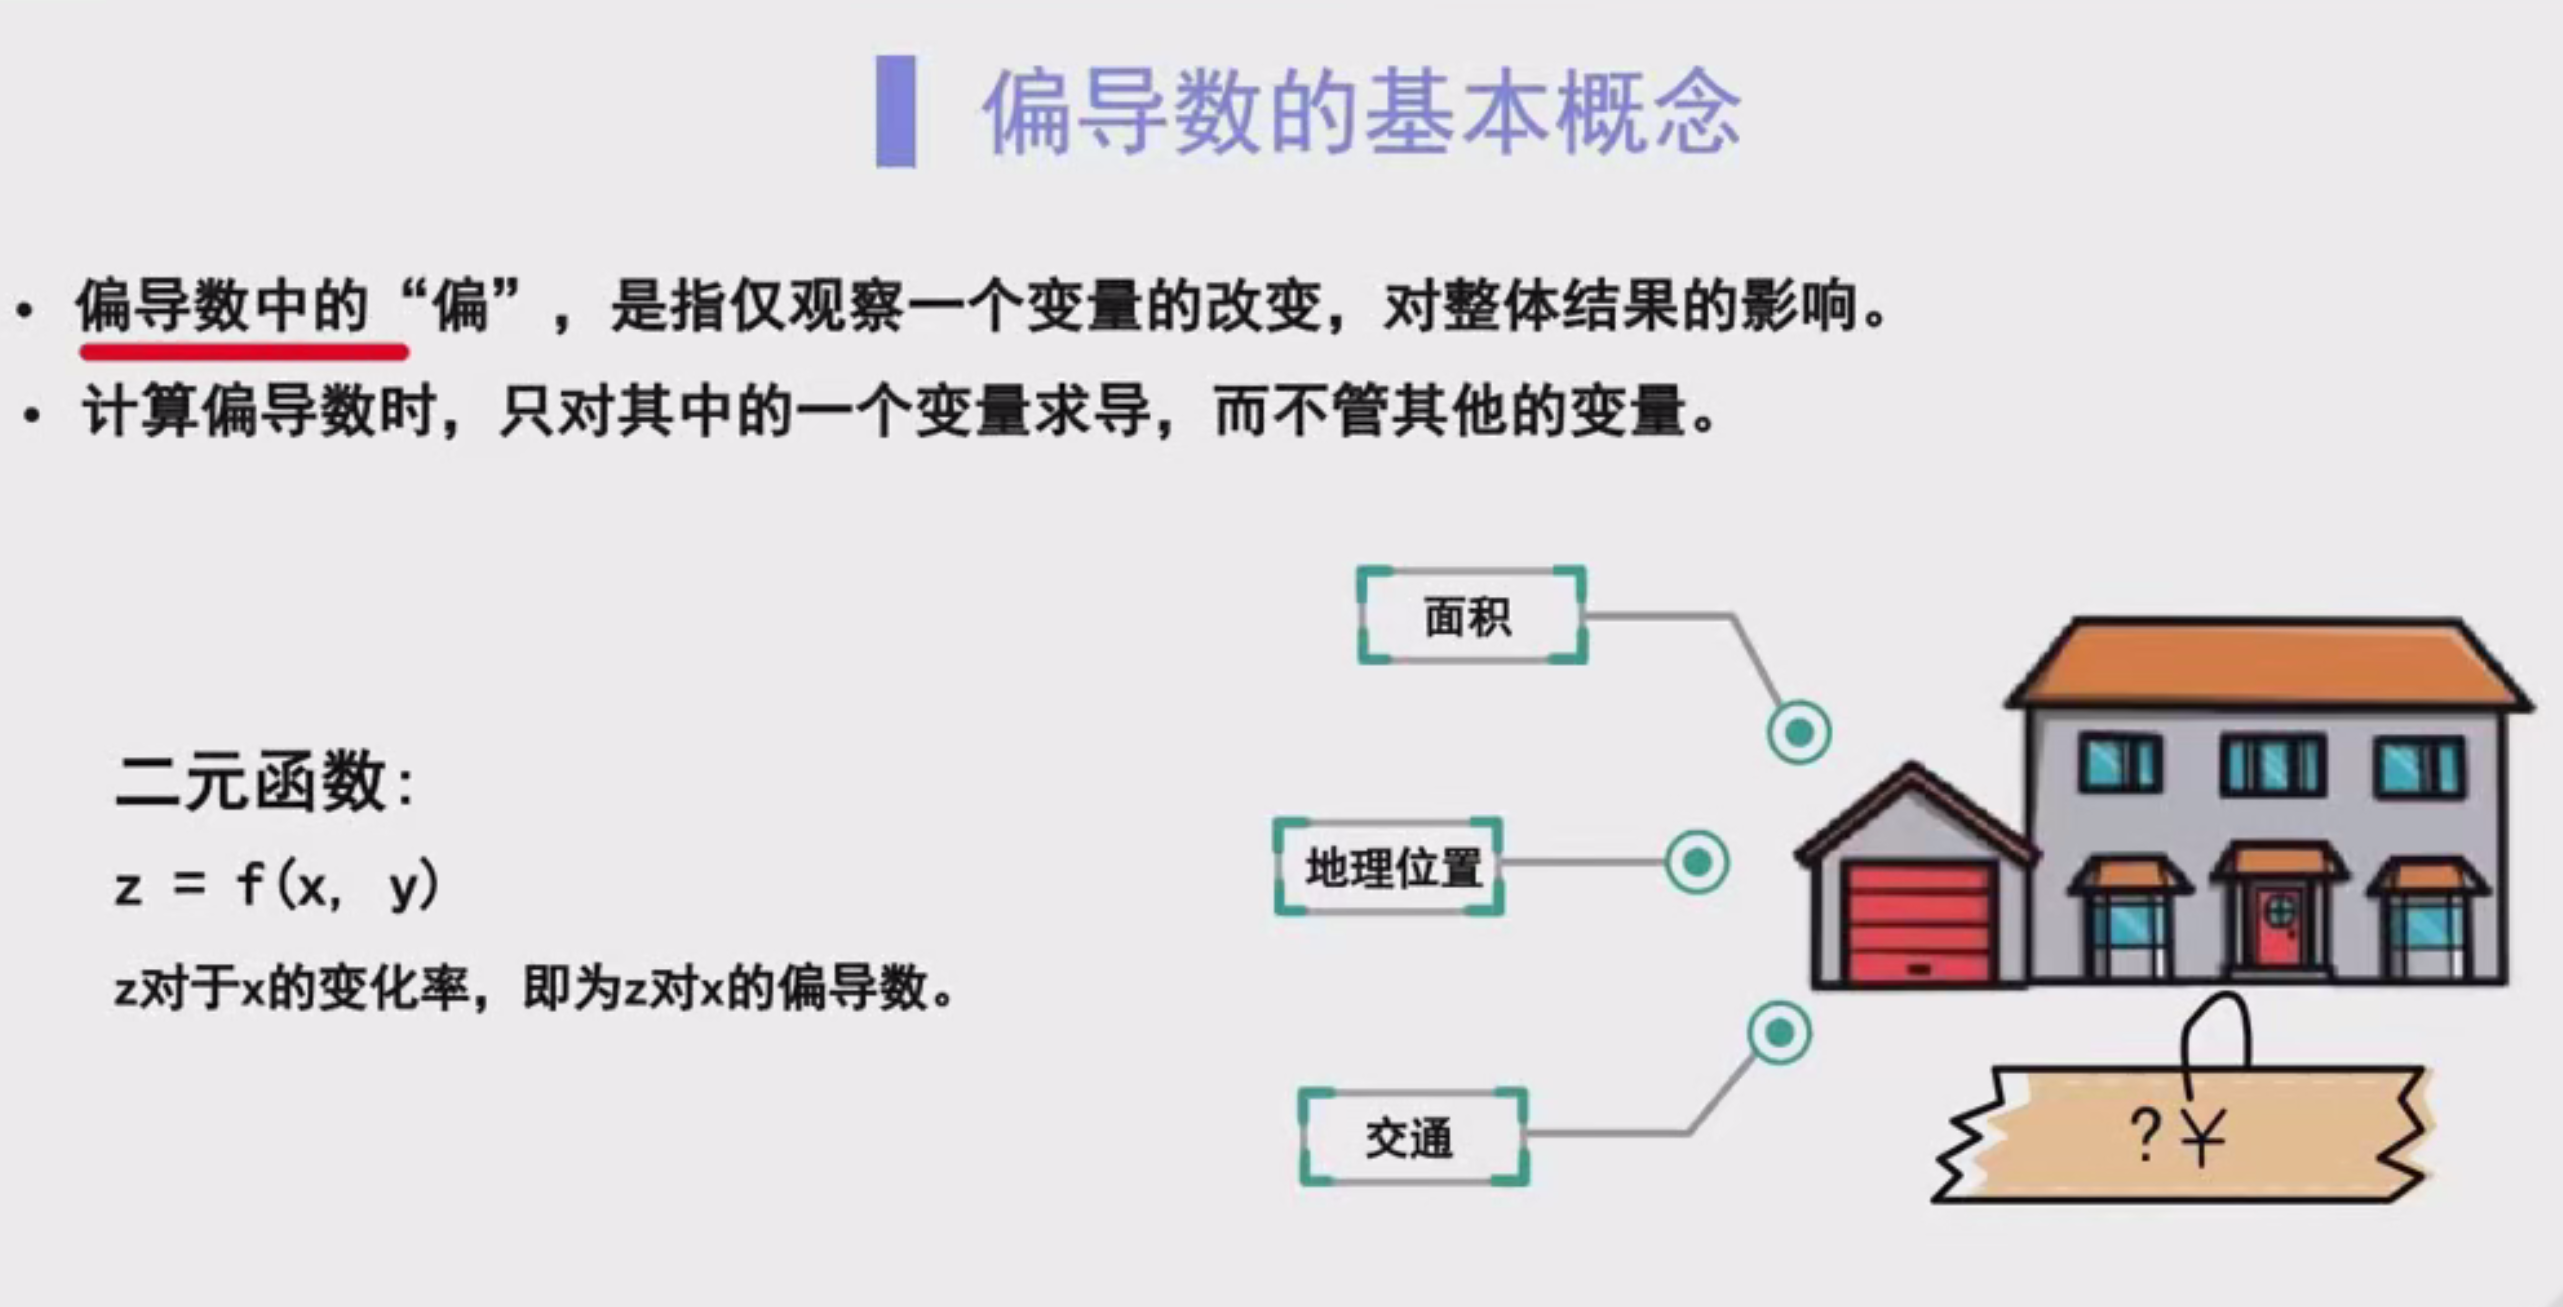 偏导数的基本概念
• 偏导数中的“偏”，是指仅观察一个变量的改变，对整体结果的影响。
• 计算偏导数时，只对其中的一个变量求导，而不管其他的变量。
二元函数：
z = f(x, y)
z对于x的变化率，即为z对x的偏导数。
面积
地理位置
交通
?¥